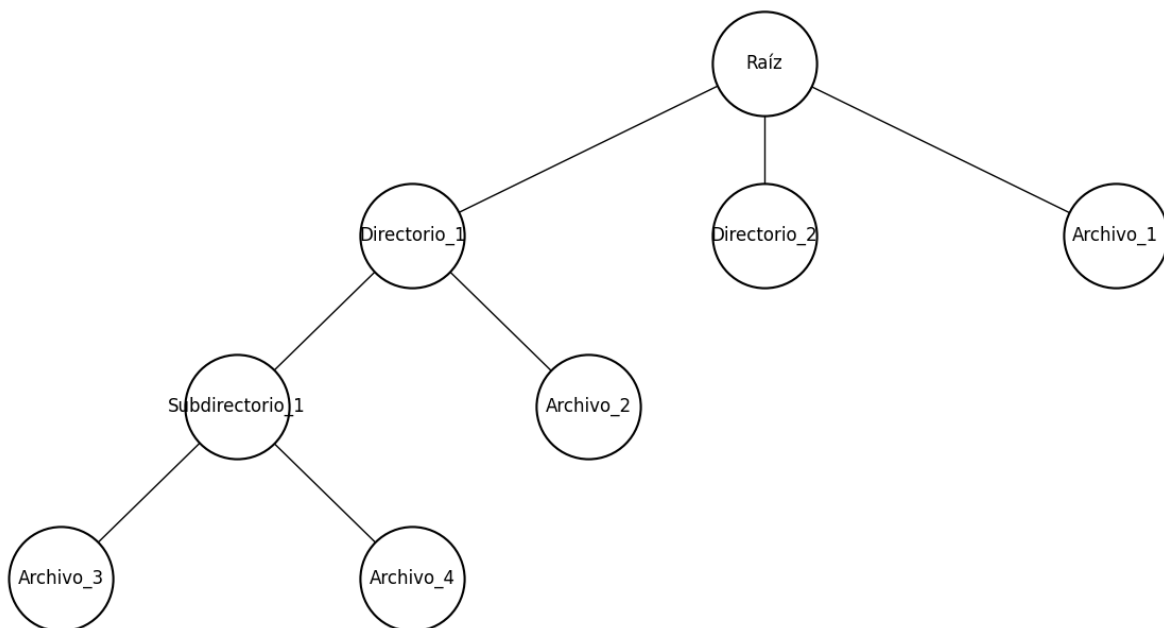 Raíz
Directorio_1
Directorio_2
Archivo_1
Subdirectorio_1
Archivo_2
Archivo_3
Archivo_4